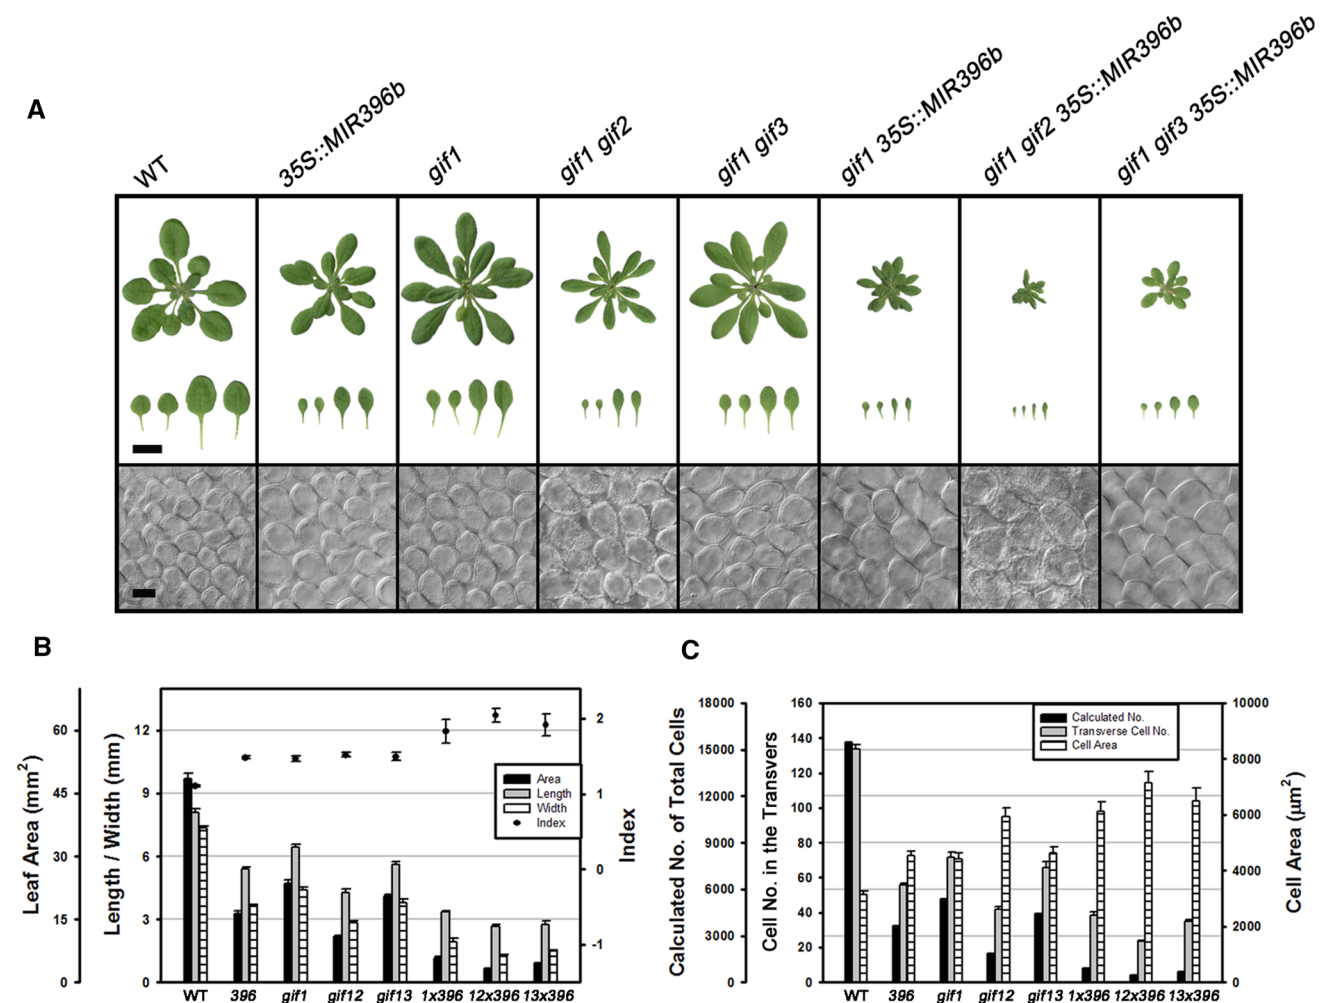 A
WT
35S::MIR396b
gif1
gif1 gif2
gif1 gif3
gif1 35S::MIR396b
gif1 gif2 35S::MIR396b
gif1 gif3 35S::MIR396b
B
Leaf Area (mm2)
60
45
30
15
0
Length / Width (mm)
12
9
6
3
0
Area
Length
Width
Index
2
1
0
-1
Index
WT 396 gif1 gif12 gif13 1x396 12x396 13x396
C
Calculated No. of Total Cells
18000
15000
12000
9000
6000
3000
0
Cell No. in the Transvers
160
140
120
100
80
60
40
20
0
Calculated No.
Transverse Cell No.
Cell Area
10000
8000
6000
4000
2000
0
Cell Area (μm2)
WT 396 gif1 gif12 gif13 1x396 12x396 13x396